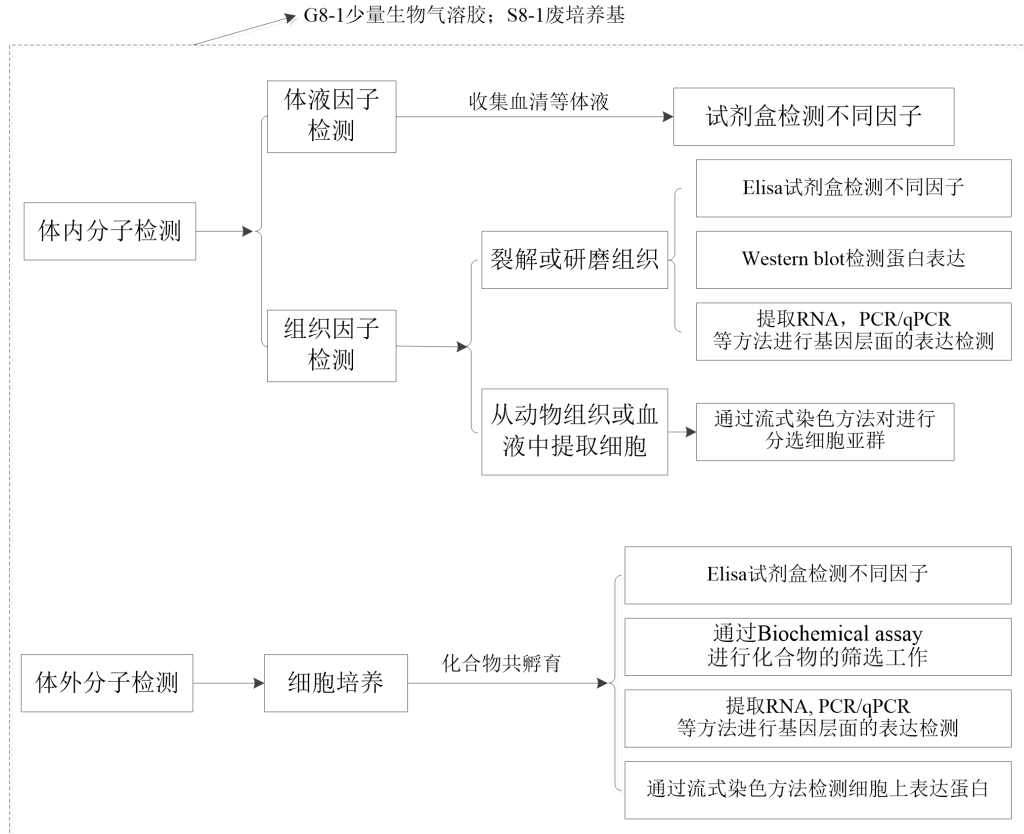 G8-1少量生物气溶胶；S8-1废培养基
体液因子
检测
收集血清等体液
试剂盒检测不同因子
体内分子检测
组织因子
检测
裂解或研磨组织
Elisa试剂盒检测不同因子
Western blot检测蛋白表达
提取RNA，PCR/qPCR
等方法进行基因层面的表达检测
从动物组织或血
液中提取细胞
通过流式染色方法对进行
分选细胞亚群
体外分子检测
细胞培养
化合物共孵育
Elisa试剂盒检测不同因子
通过Biochemical assay
进行化合物的筛选工作
提取RNA, PCR/qPCR
等方法进行基因层面的表达检测
通过流式染色方法检测细胞上表达蛋白